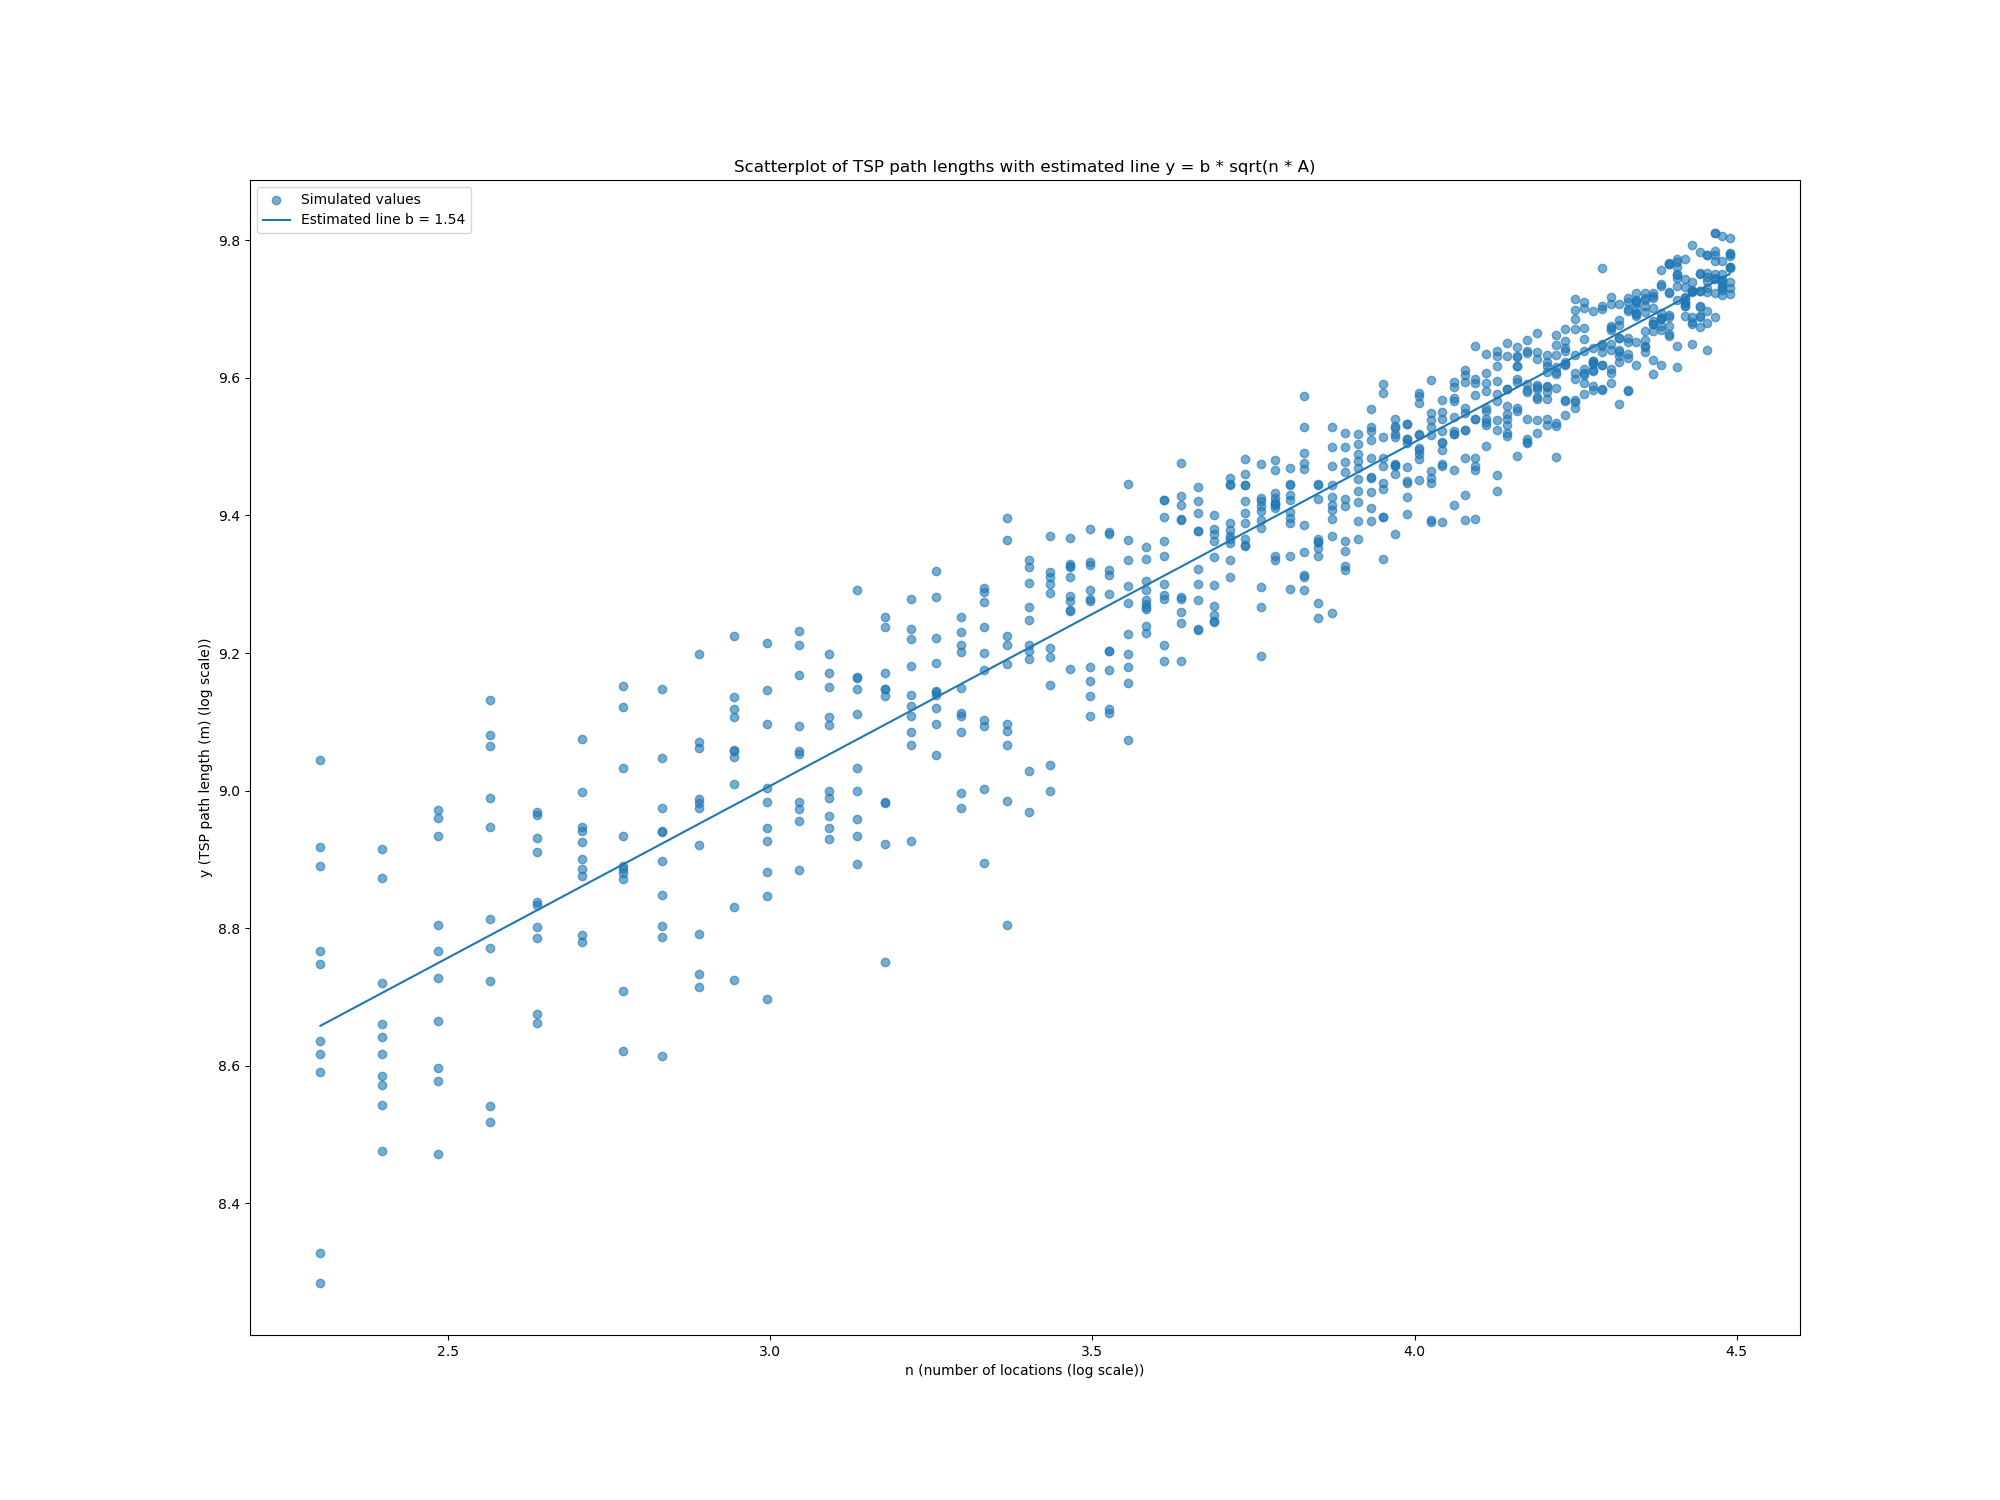 Scatterplot of TSP path lengths with estimated line y = b * sqrt(n * A)
Simulated values
Estimated line b = 1.54
y (TSP path length (m) (log scale))
9.8
9.6
9.4
9.2
9.0
8.8
8.6
8.4
2.5
3.0
3.5
4.0
4.5
n (number of locations (log scale))